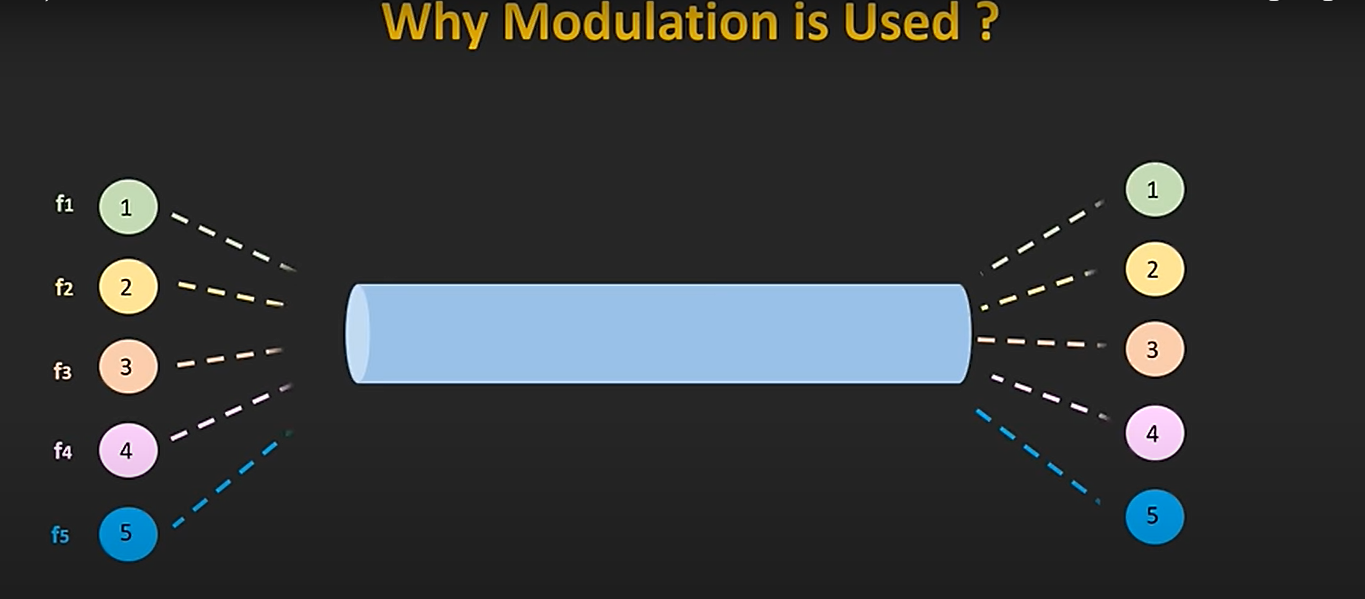 Why Modulation is Used ?
f1 1
f2 2
f3 3
f4 4
f5 5
1
2
3
4
5